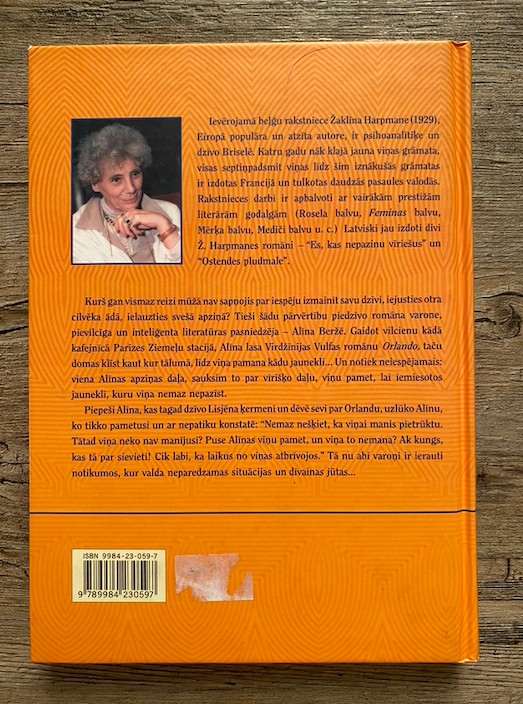 Ievērojamā beļģu rakstniece Žaklīna Harpmane (1929),
Eiropā populāra un atzīta autore, ir psihoanalītiķe un
dzīvo Briselē. Katru gadu nāk klajā jauna viņas grāmata,
visas septiņpadsmit viņas līdz šim iznākušās grāmatas
ir izdotas Francijā un tulkotas daudzās pasaules valodās.
Rakstnieces darbi ir apbalvoti ar vairākām prestižām
literārām godalgām (Rosela balvu, Feminas balvu,
Mērķa balvu, Mediči balvu u. c.) Latviski jau izdoti divi
Ž. Harpmanes romāni – “Es, kas nepazinu vīriešus” un
“Ostendes pludmale”.
Kurš gan vismaz reizi mūžā nav sapņojis par iespēju izmainīt savu dzīvi, iejusties otra
cilvēka ādā, ielauzties svešā apziņā? Tieši šādu pārvērtību piedzīvo romāna varone,
pievilcīga un inteliģenta literatūras pasniedzēja – Alīna Beržē. Gaidot vilcienu kādā
kafejnīcā Parīzes Ziemeļu stacijā, Alīna lasa Virdžīnijas Vulfas romānu Orlando, taču
domas klīst kaut kur tālumā, līdz viņa pamana kādu jaunekli... Un notiek neiespējamais:
viena Alīnas apziņas daļa, sauksim to par vīrišķo daļu, viņu pamet, lai iemiesotos
jauneklī, kuru viņa nemaz nepazīst.
Piepeši Alīna, kas tagad dzīvo Lisjēna ķermenī un dēvē sevi par Orlandu, uzlūko Alīnu,
ko tikko pametusi un ar nepatiku konstatē: “Nemaz nešķiet, ka viņai manis pietrūktu.
Tātad viņa neko nav manījusi? Puse Alīnas viņu pamet, un viņa to nemana? Ak kungs,
kas tā par sievieti! Cik labi, ka laikus no viņas atbrīvojos.” Tā nu abi varoņi ir ierauti
notikumos, kur valda neparedzamas situācijas un dīvainas jūtas...
ISBN 9984-23-059-7
9 789984 230597